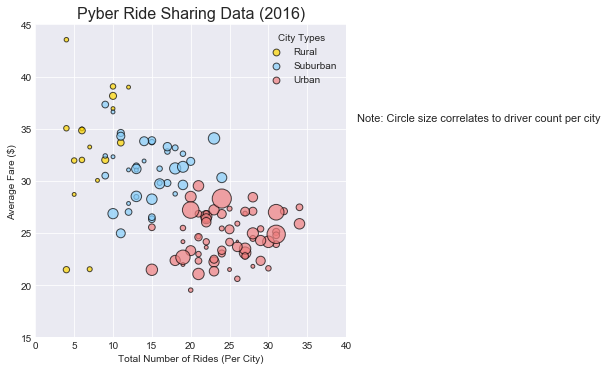 Pyber Ride Sharing Data (2016)
45
40
35
30
25
20
15
Average Fare ($)
City Types
Rural
Suburban
Urban
Note: Circle size correlates to driver count per city
0 5 10 15 20 25 30 35 40
Total Number of Rides (Per City)